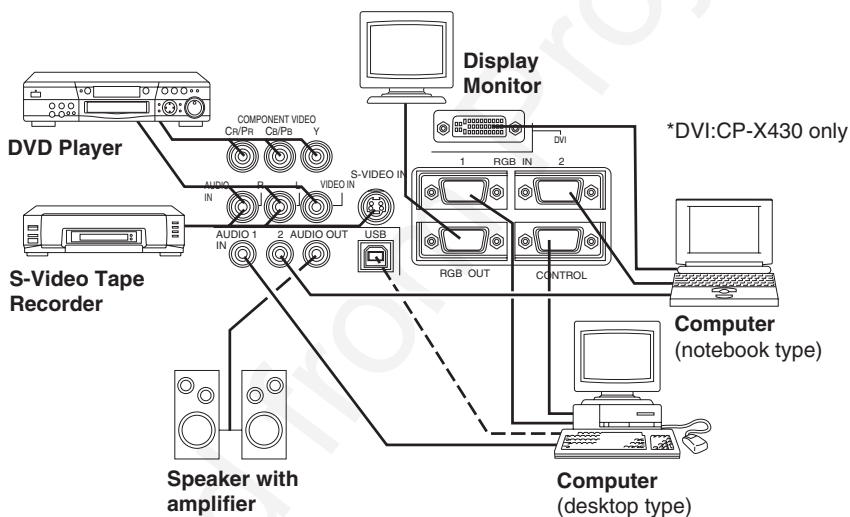 Display
Monitor
DVD Player
COMPONENT VIDEO
CR/PR CB/PB Y
*DVI:CP-X430 only
DVI
1 RGB IN 2
S-VIDEO IN
AUDIO IN R L VIDEO IN
AUDIO IN 1 2 AUDIO OUT USB
RGB OUT CONTROL
S-Video Tape
Recorder
Computer
(notebook type)
Speaker with
amplifier
Computer
(desktop type)